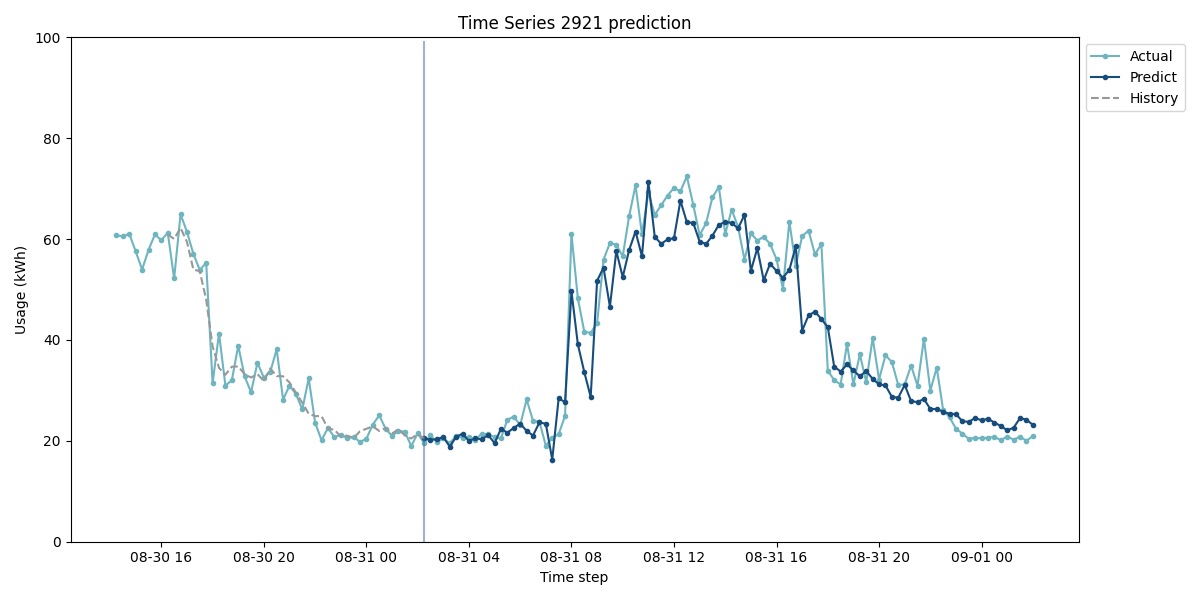 Time Series 2921 prediction
Usage (kWh)
100
80
60
40
20
0
08-30 16
08-30 20
08-31 00
08-31 04
08-31 08
08-31 12
08-31 16
08-31 20
09-01 00
Time step
Actual
Predict
History